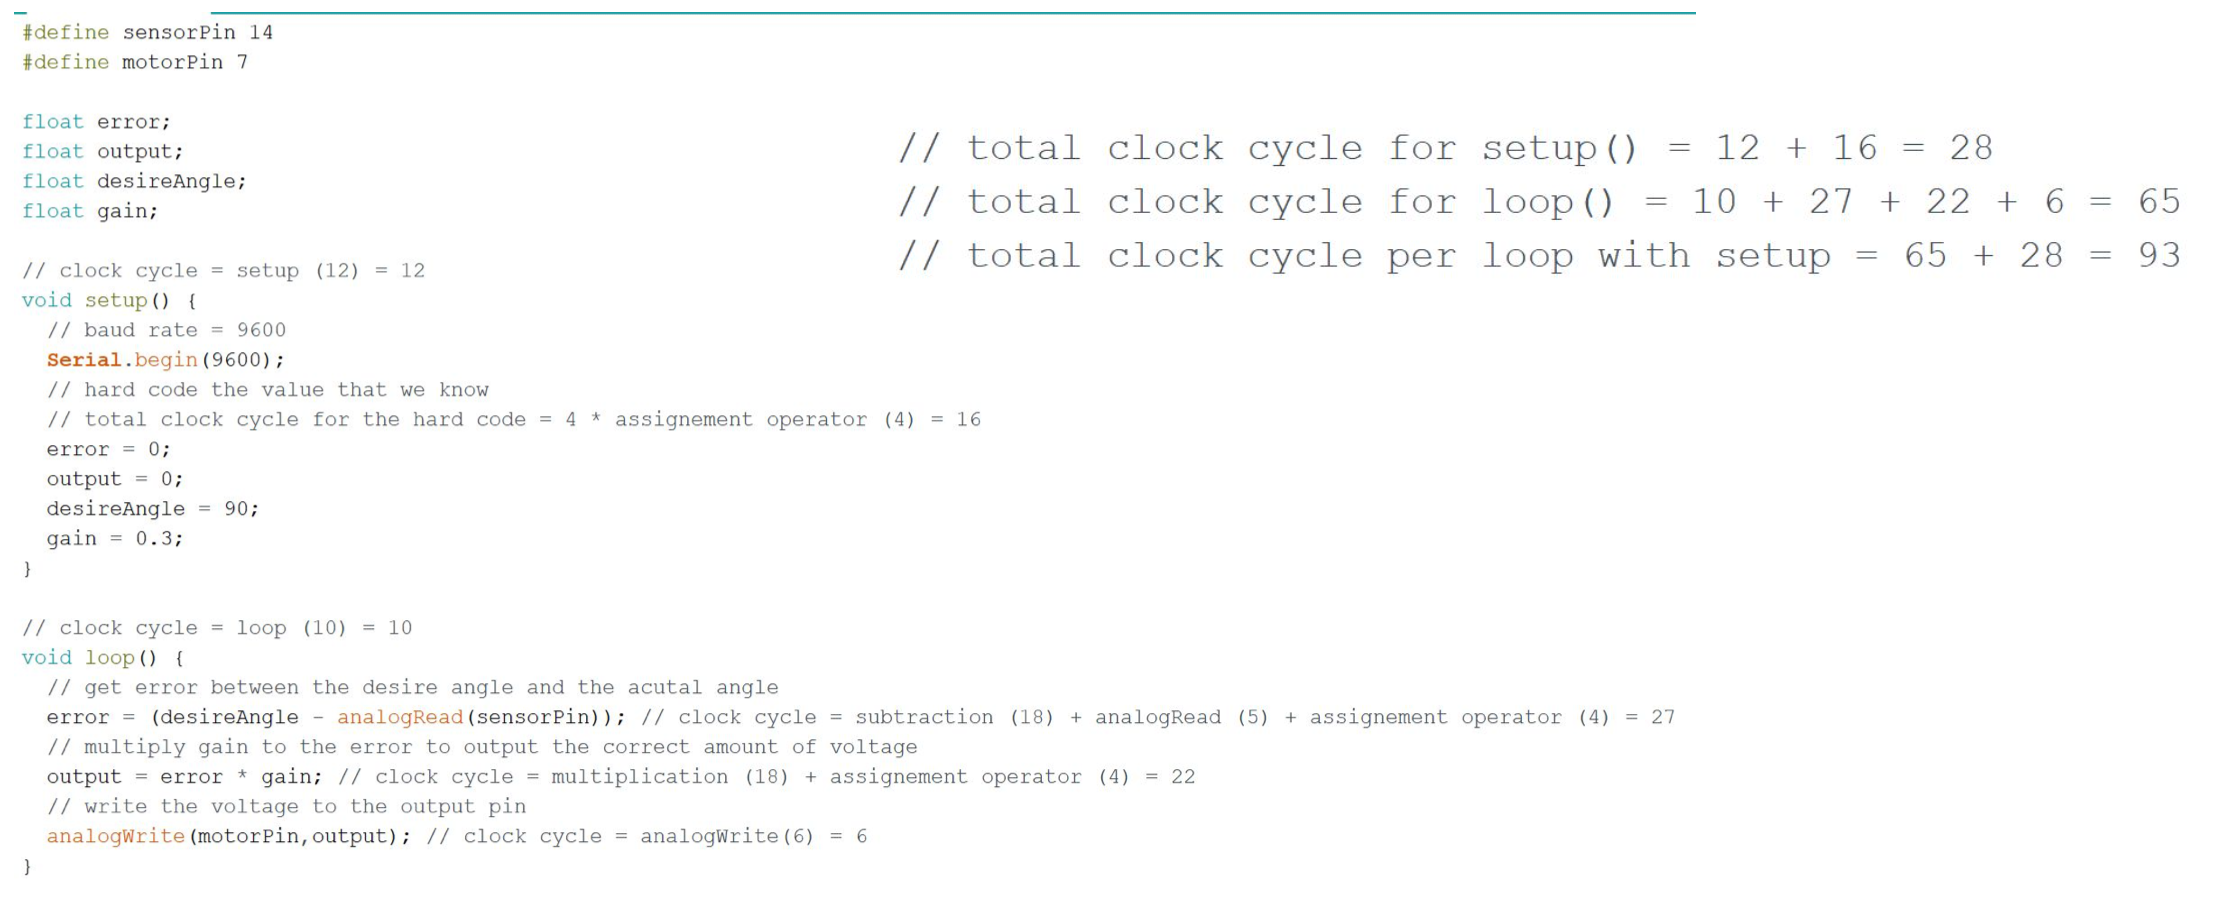 #define sensorPin 14
#define motorPin 7
float error;
float output;
float desireAngle;
float gain;
// total clock cycle for setup() = 12 + 16 = 28
// total clock cycle for loop() = 10 + 27 + 22 + 6 = 65
// total clock cycle per loop with setup = 65 + 28 = 93
// clock cycle = setup (12) = 12
void setup() {
// baud rate = 9600
Serial.begin(9600);
// hard code the value that we know
// total clock cycle for the hard code = 4 * assignement operator (4) = 16
error = 0;
output = 0;
desireAngle = 90;
gain = 0.3;
}
// clock cycle = loop (10) = 10
void loop() {
// get error between the desire angle and the acutal angle
error = (desireAngle - analogRead(sensorPin)); // clock cycle = subtraction (18) + analogRead (5) + assignement operator (4) = 27
// multiply gain to the error to output the correct amount of voltage
output = error * gain; // clock cycle = multiplication (18) + assignement operator (4) = 22
// write the voltage to the output pin
analogWrite(motorPin,output); // clock cycle = analogWrite(6) = 6
}